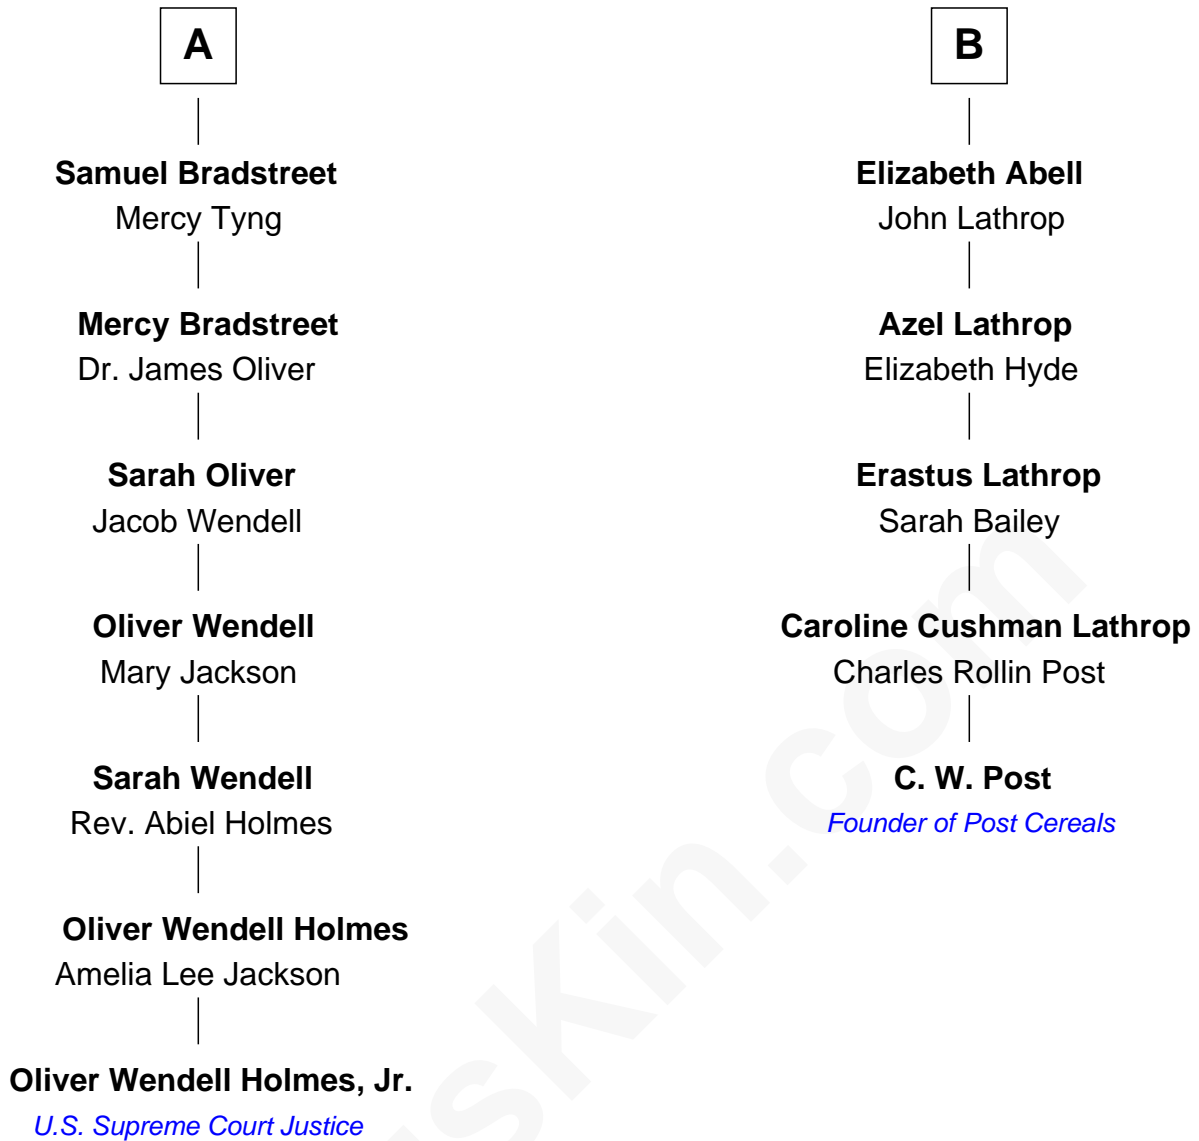 A
Samuel Bradstreet
Mercy Tyng
Mercy Bradstreet
Dr. James Oliver
Sarah Oliver
Jacob Wendell
Oliver Wendell
Mary Jackson
Sarah Wendell
Rev. Abiel Holmes
Oliver Wendell Holmes
Amelia Lee Jackson
Oliver Wendell Holmes, Jr.
U.S. Supreme Court Justice
B
Elizabeth Abell
John Lathrop
Azel Lathrop
Elizabeth Hyde
Erastus Lathrop
Sarah Bailey
Caroline Cushman Lathrop
Charles Rollin Post
C. W. Post
Founder of Post Cereals